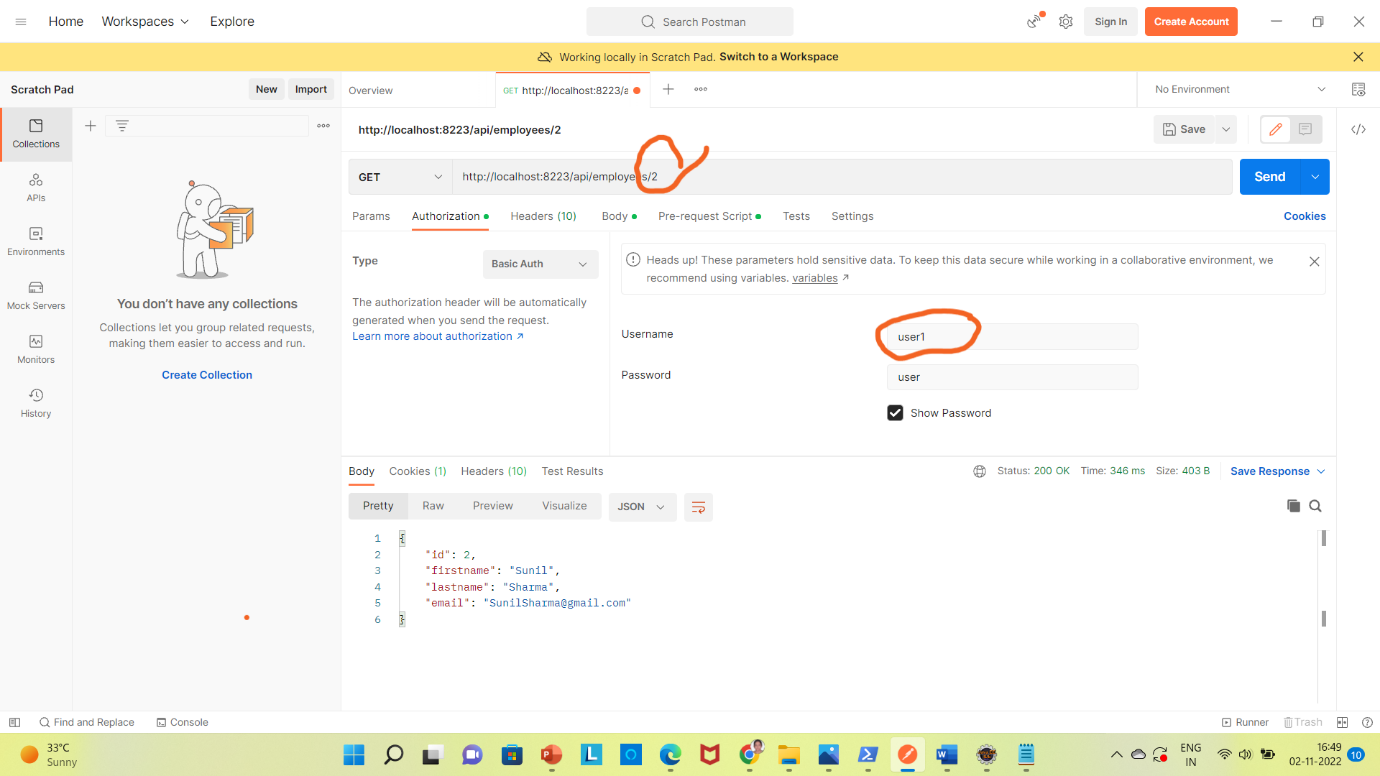 Home Workspaces Explore Search Postman Sign In Create Account
Working locally in Scratch Pad. Switch to a Workspace
Scratch Pad New Import Overview GET http://localhost:8223/a No Environment
Collections
http://localhost:8223/api/employees/2 Save
GET http://localhost:8223/api/employees/2 Send
APIs
Params Authorization Headers (10) Body Pre-request Script Tests Settings Cookies
Environments
Type Basic Auth
Heads up! These parameters hold sensitive data. To keep this data secure while working in a collaborative environment, we
recommend using variables. variables ↗
Mock Servers
You don't have any collections
The authorization header will be automatically
generated when you send the request.
Learn more about authorization ↗
Collections let you group related requests,
making them easier to access and run.
Username user1
Monitors
Create Collection
Password user
History
Show Password
Body Cookies (1) Headers (10) Test Results Status: 200 OK Time: 346 ms Size: 403 B Save Response
Pretty Raw Preview Visualize JSON
1 {
2 "id": 2,
3 "firstname": "Sunil",
4 "lastname": "Sharma",
5 "email": "SunilSharma@gmail.com"
6 }
Find and Replace Console Runner Trash
33°C
Sunny
ENG
IN
16:49
02-11-2022
10